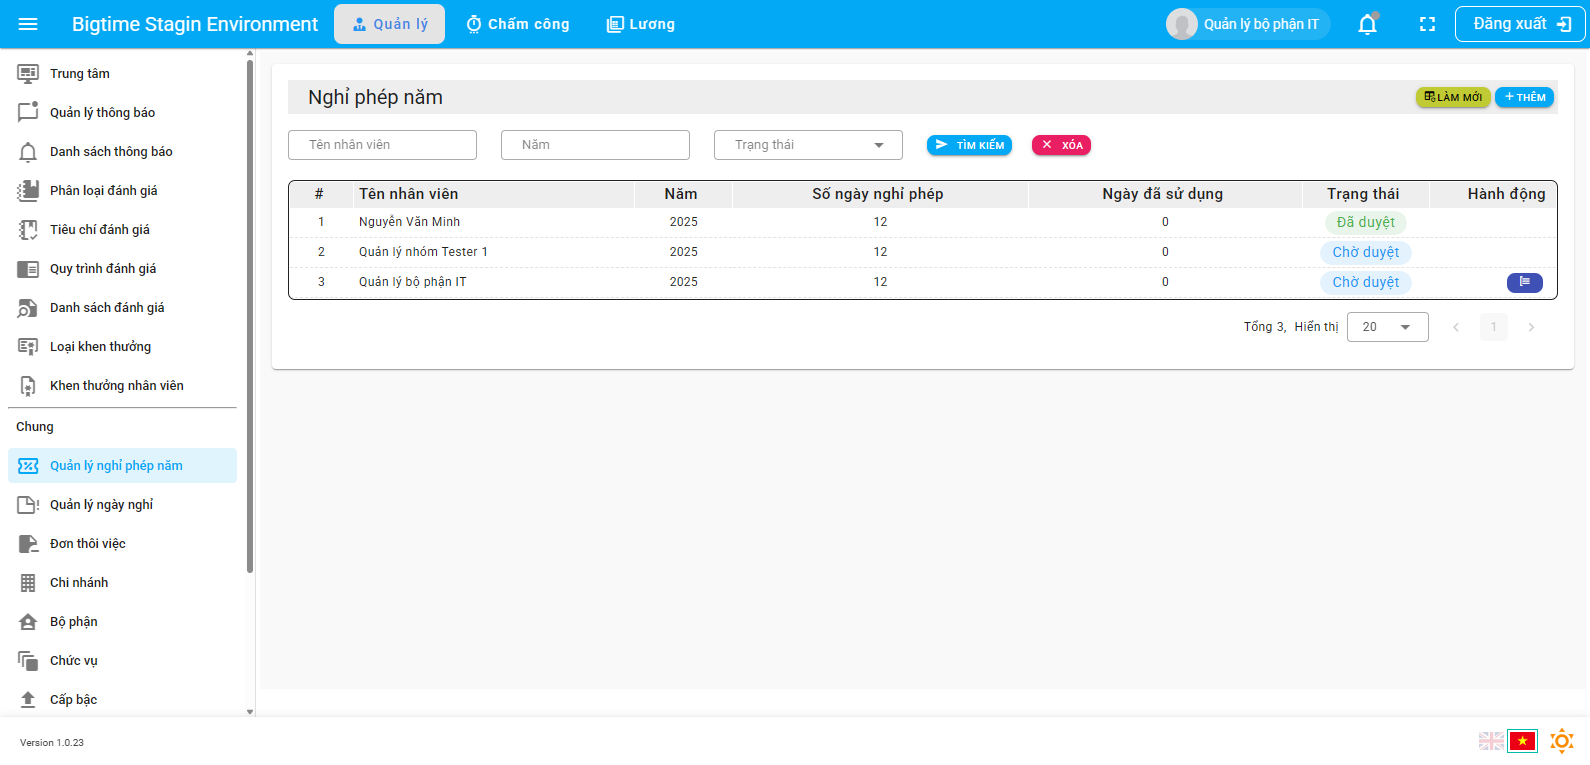 Bigtime Stagin Environment
Quản lý
Chấm công
Lương
Quản lý bộ phận IT
Đăng xuất
Trung tâm
Quản lý thông báo
Danh sách thông báo
Phân loại đánh giá
Tiêu chí đánh giá
Quy trình đánh giá
Danh sách đánh giá
Loại khen thưởng
Khen thưởng nhân viên
Chung
Quản lý nghỉ phép năm
Quản lý ngày nghỉ
Đơn thôi việc
Chi nhánh
Bộ phận
Chức vụ
Cấp bậc
Nghỉ phép năm
LÀM MỚI
THÊM
Tên nhân viên
Năm
Trạng thái
TÌM KIẾM
XÓA
# Tên nhân viên Năm Số ngày nghỉ phép Ngày đã sử dụng Trạng thái Hành động
1 Nguyễn Văn Minh 2025 12 0 Đã duyệt
2 Quản lý nhóm Tester 1 2025 12 0 Chờ duyệt
3 Quản lý bộ phận IT 2025 12 0 Chờ duyệt
Tổng 3, Hiển thị 20 1
Version 1.0.23